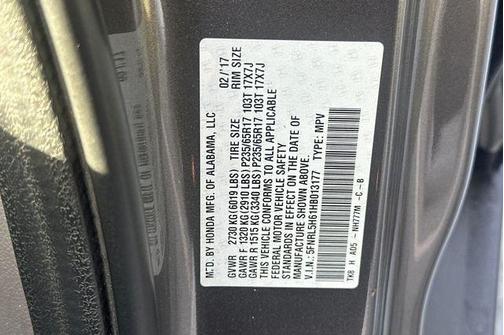 MFD. BY HONDA MFG. OF ALABAMA, LLC 02/'17
GVWR 2730 KG(6019 LBS) TIRE SIZE RIM SIZE
GAWR F 1320 KG(2910 LBS) P235/65R17 103T 17X7J
GAWR R 1515 KG(3340 LBS) P235/65R17 103T 17X7J
THIS VEHICLE CONFORMS TO ALL APPLICABLE
FEDERAL MOTOR VEHICLE SAFETY
STANDARDS IN EFFECT ON THE DATE OF
MANUFACTURE SHOWN ABOVE.
V.I.N.: 5FNRL5H61HB013177 TYPE: MPV
TK8 H A05 - NH777M -C-B